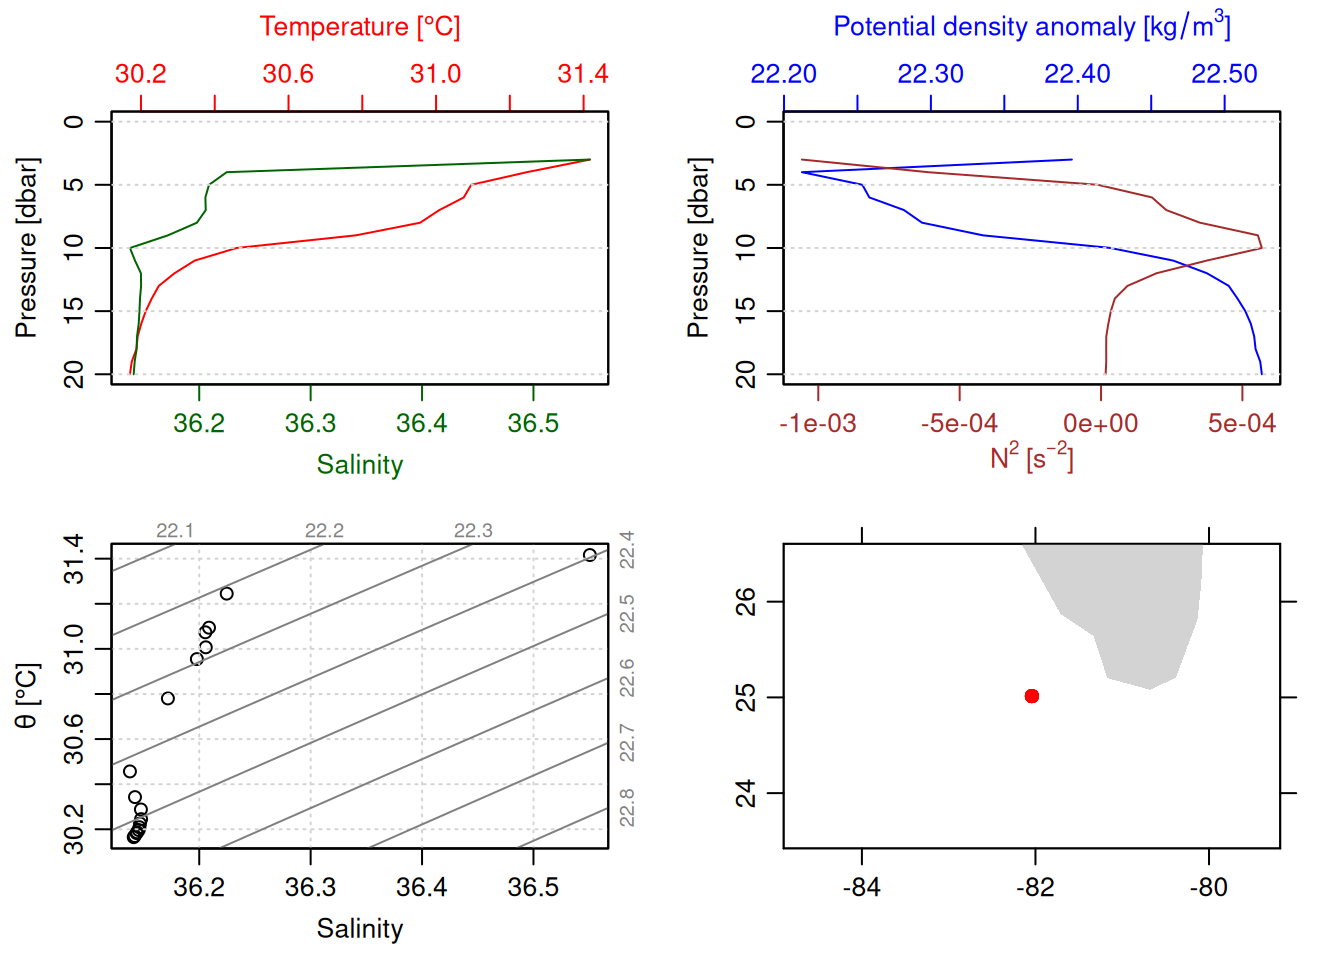 Temperature [°C]
30.2 30.6 31.0 31.4
0
5
10
15
20
Pressure [dbar]
36.2 36.3 36.4 36.5
Salinity
Potential density anomaly [kg/m³]
22.20 22.30 22.40 22.50
0
5
10
15
20
Pressure [dbar]
-1e-03 -5e-04 0e+00 5e-04
N² [s⁻²]
22.1 22.2 22.3
22.4
22.5
22.6
22.7
22.8
31.4
31.0
30.6
30.2
θ [°C]
36.2 36.3 36.4 36.5
Salinity
26
25
24
-84 -82 -80